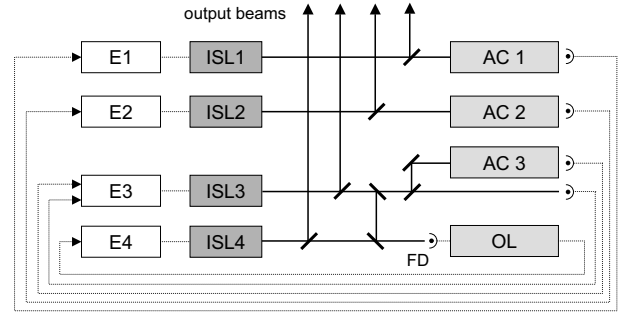 output beams
E1 ISL1 AC 1
E2 ISL2 AC 2
AC 3
E3 ISL3
E4 ISL4 OL
FD